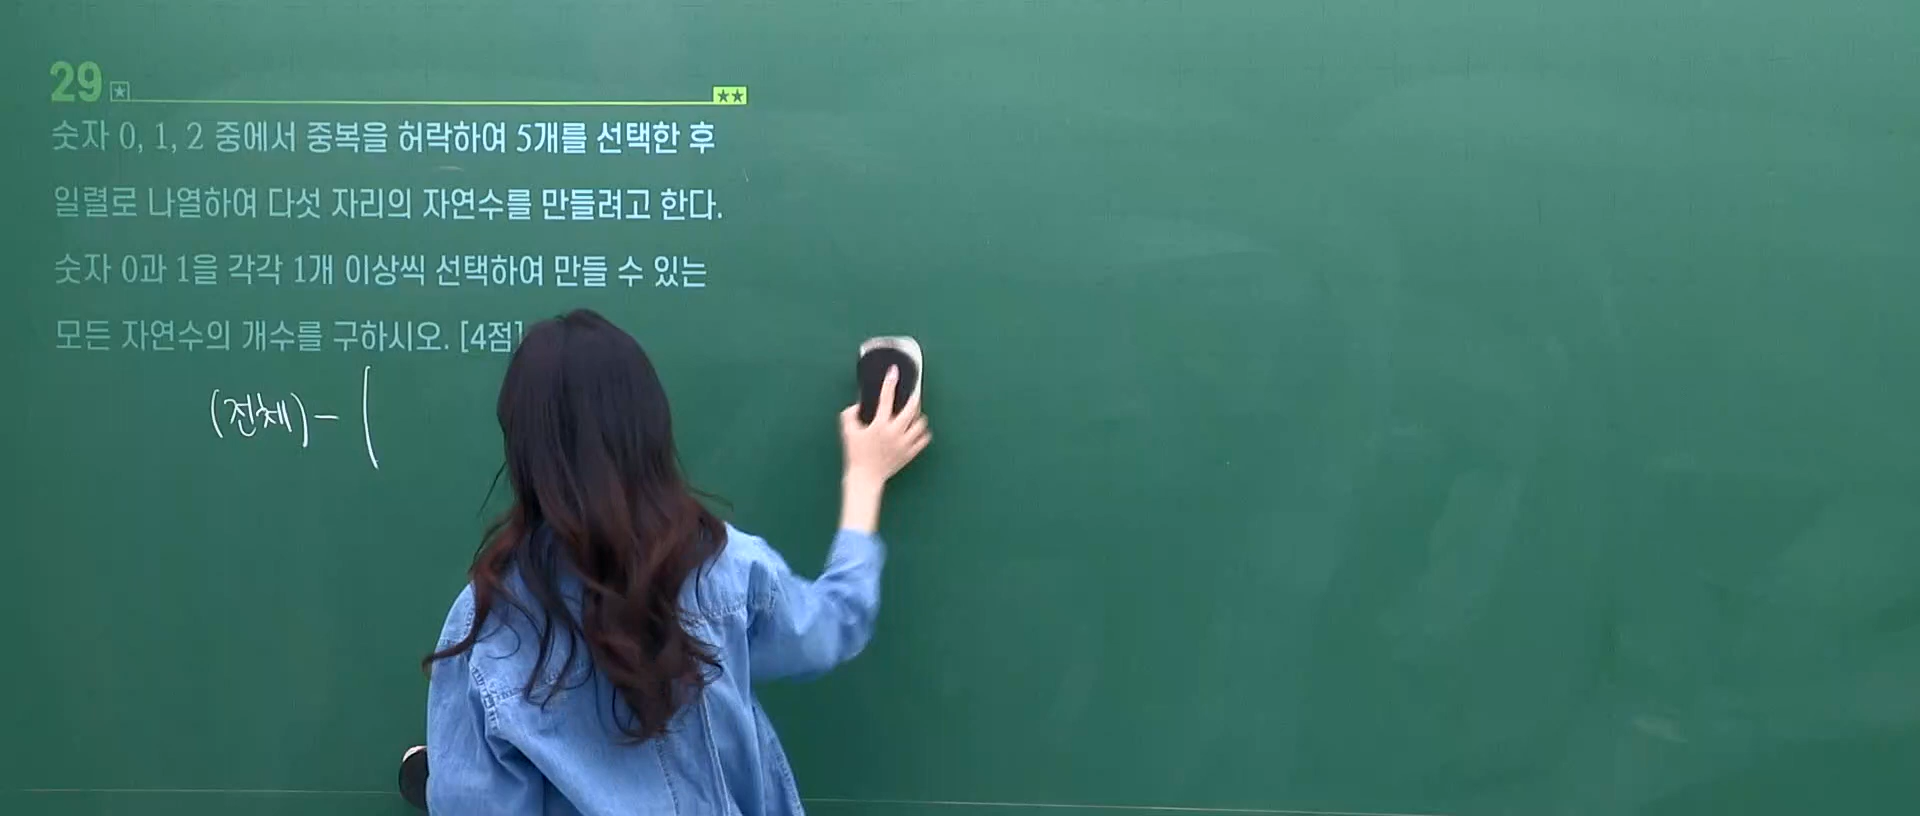 29
숫자 0, 1, 2 중에서 중복을 허락하여 5개를 선택한 후
일렬로 나열하여 다섯 자리의 자연수를 만들려고 한다.
숫자 0과 1을 각각 1개 이상씩 선택하여 만들 수 있는
모든 자연수의 개수를 구하시오. [4점]
(전체) - (